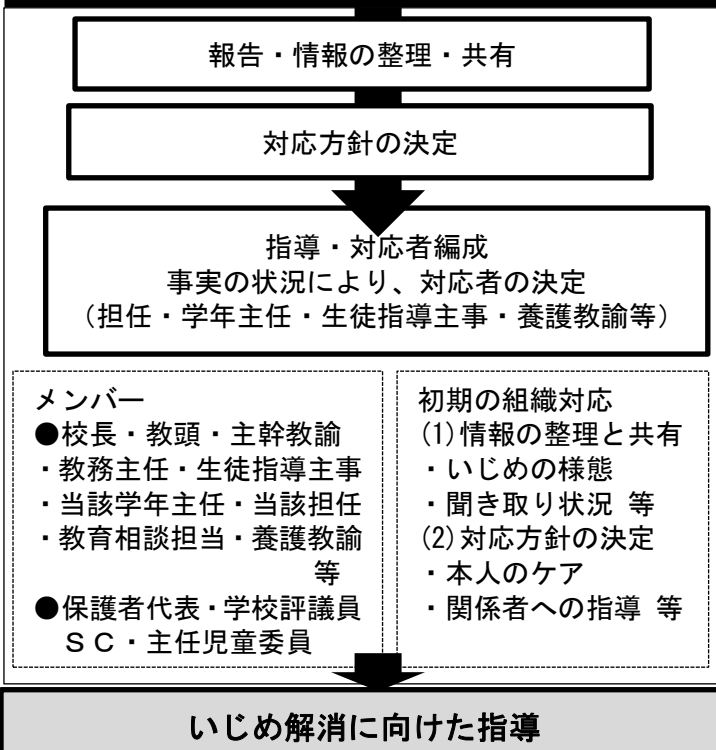 報告・情報の整理・共有
対応方針の決定
指導・対応者編成
事実の状況により、対応者の決定
（担任・学年主任・生徒指導主事・養護教諭等）
メンバー
●校長・教頭・主幹教諭
・教務主任・生徒指導主事
・当該学年主任・当該担任
・教育相談担当・養護教諭
等
●保護者代表・学校評議員
ＳＣ・主任児童委員
初期の組織対応
(1)情報の整理と共有
・いじめの様態
・聞き取り状況 等
(2)対応方針の決定
・本人のケア
・関係者への指導 等
いじめ解消に向けた指導